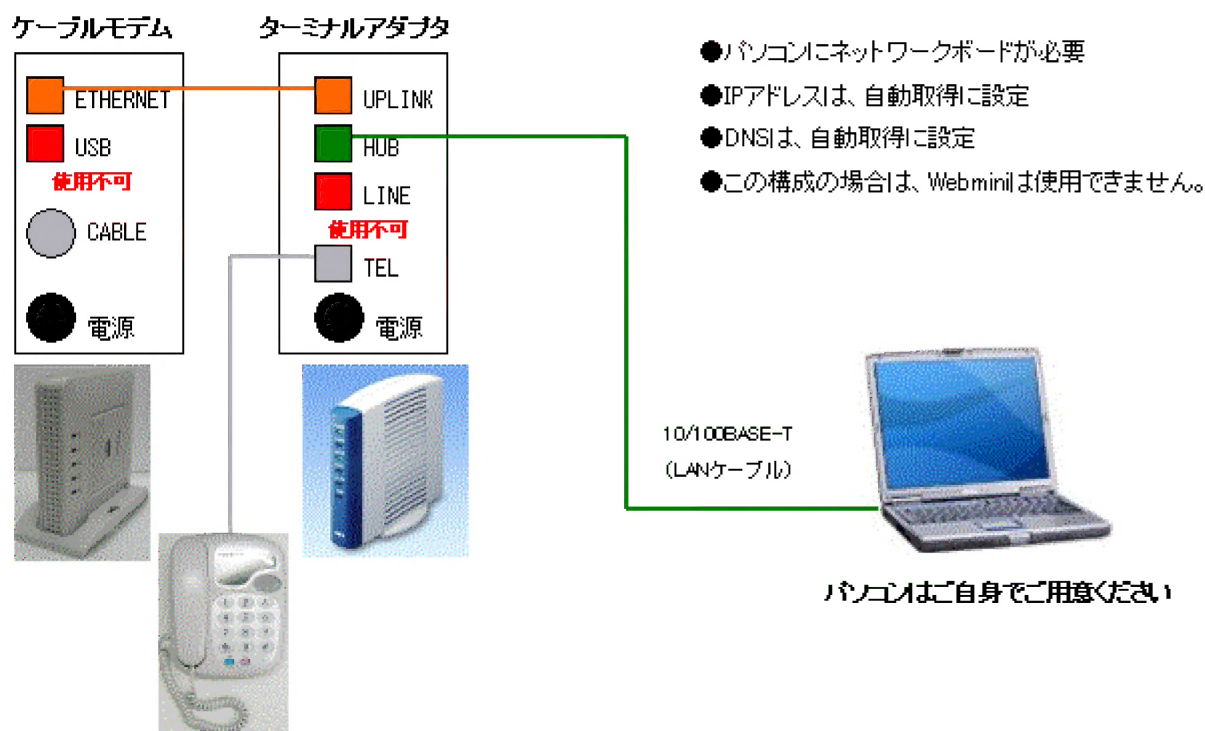 ケーブルモデム
ETHERNET
USB
使用不可
CABLE
電源
ターミナルアダプタ
UPLINK
HUB
LINE
使用不可
TEL
電源
●パソコンにネットワークボードが必要
●IPアドレスは、自動取得に設定
●DNSは、自動取得に設定
●この構成の場合は、Webminiは使用できません。
10/100BASE-T
(LANケーブル)
パソコンはご自身でご用意ください